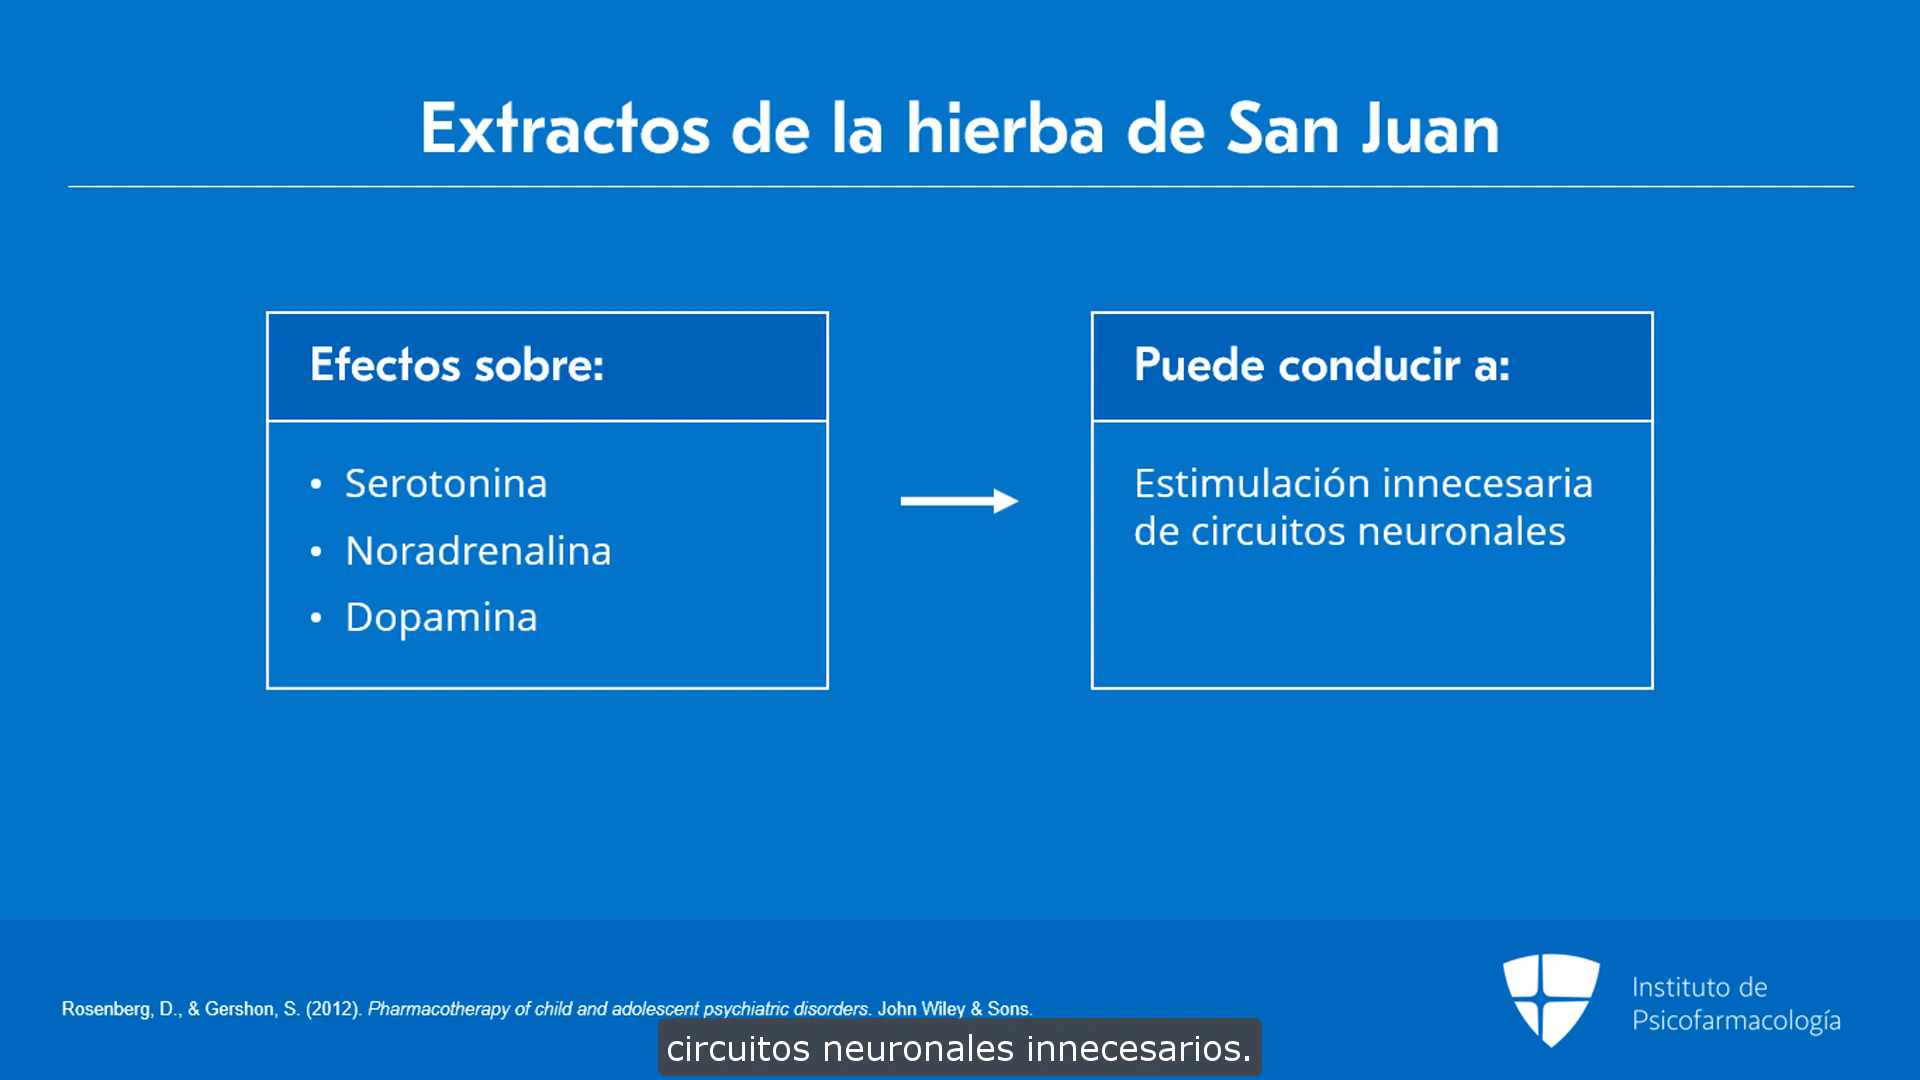 Extractos de la hierba de San Juan
Efectos sobre:
• Serotonina
• Noradrenalina
• Dopamina
Puede conducir a:
Estimulación innecesaria
de circuitos neuronales
Rosenberg, D., & Gershon, S. (2012). Pharmacotherapy of child and adolescent psychiatric disorders. John Wiley & Sons.
Instituto de
Psicofarmacología
circuitos neuronales innecesarios.